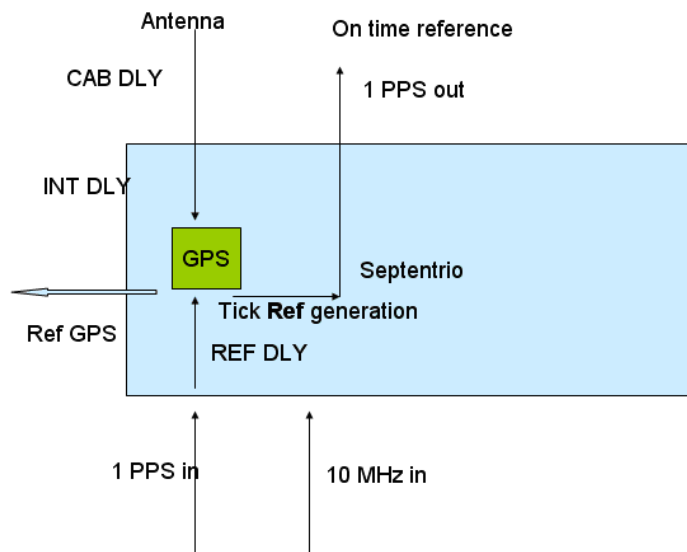 Antenna
On time reference
CAB DLY
1 PPS out
INT DLY
GPS
Septentrio
Tick Ref generation
Ref GPS
REF DLY
1 PPS in
10 MHz in